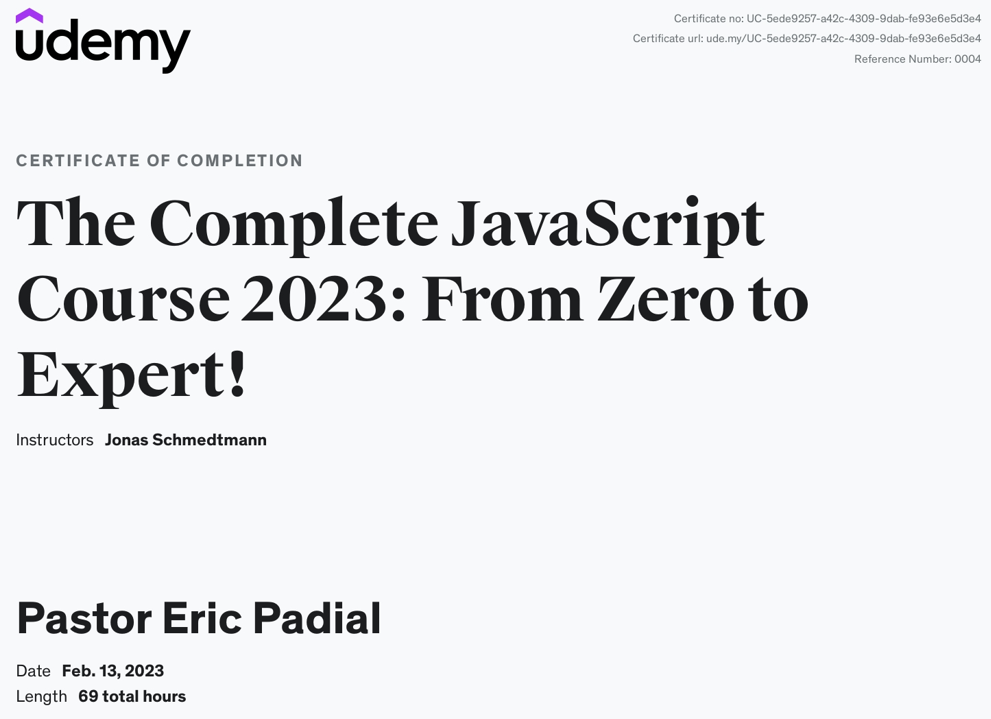 udemy
Certificate no: UC-5ede9257-a42c-4309-9dab-fe93e6e5d3e4
Certificate url: ude.my/UC-5ede9257-a42c-4309-9dab-fe93e6e5d3e4
Reference Number: 0004
CERTIFICATE OF COMPLETION
The Complete JavaScript
Course 2023: From Zero to
Expert!
Instructors Jonas Schmedtmann
Pastor Eric Padial
Date Feb. 13, 2023
Length 69 total hours